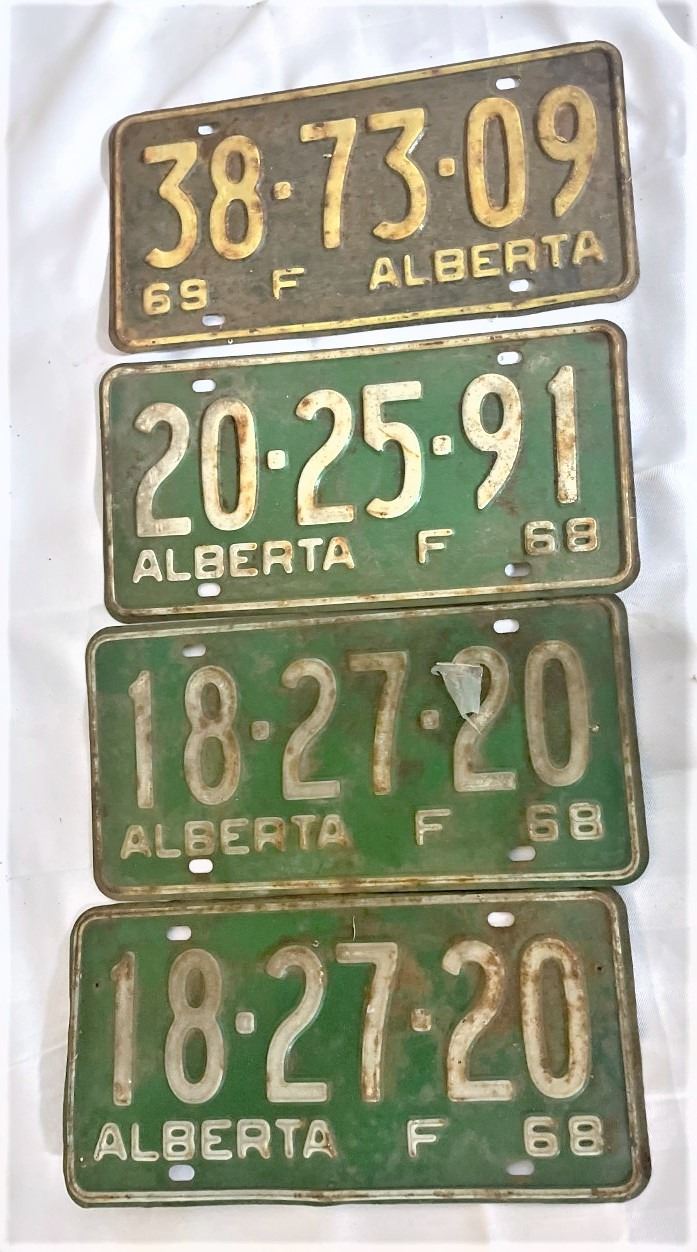 38·73·09
69 F ALBERTA
20·25·91
ALBERTA F 68
18·27·20
ALBERTA F 68
18·27·20
ALBERTA F 68